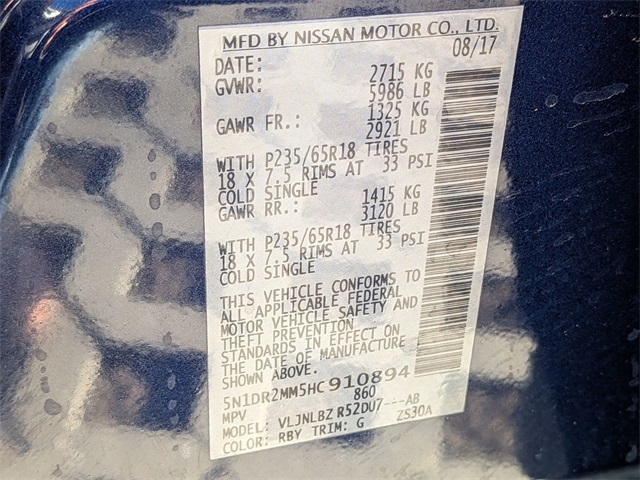 MFD BY NISSAN MOTOR CO., LTD.
DATE: 08/17
GVWR: 2715 KG
5986 LB
GAWR FR.: 1325 KG
2921 LB
WITH P235/65R18 TIRES
18 X 7.5 RIMS AT 33 PSI
COLD SINGLE
GAWR RR.: 1415 KG
3120 LB
WITH P235/65R18 TIRES
18 X 7.5 RIMS AT 33 PSI
COLD SINGLE
THIS VEHICLE CONFORMS TO
ALL APPLICABLE FEDERAL
MOTOR VEHICLE SAFETY AND
THEFT PREVENTION
STANDARDS IN EFFECT ON
THE DATE OF MANUFACTURE
SHOWN ABOVE
5N1DR2MM5HC910894
MPV 860
MODEL: VLJNLBZ R52DU7---AB
COLOR: RBY TRIM: G ZS30A